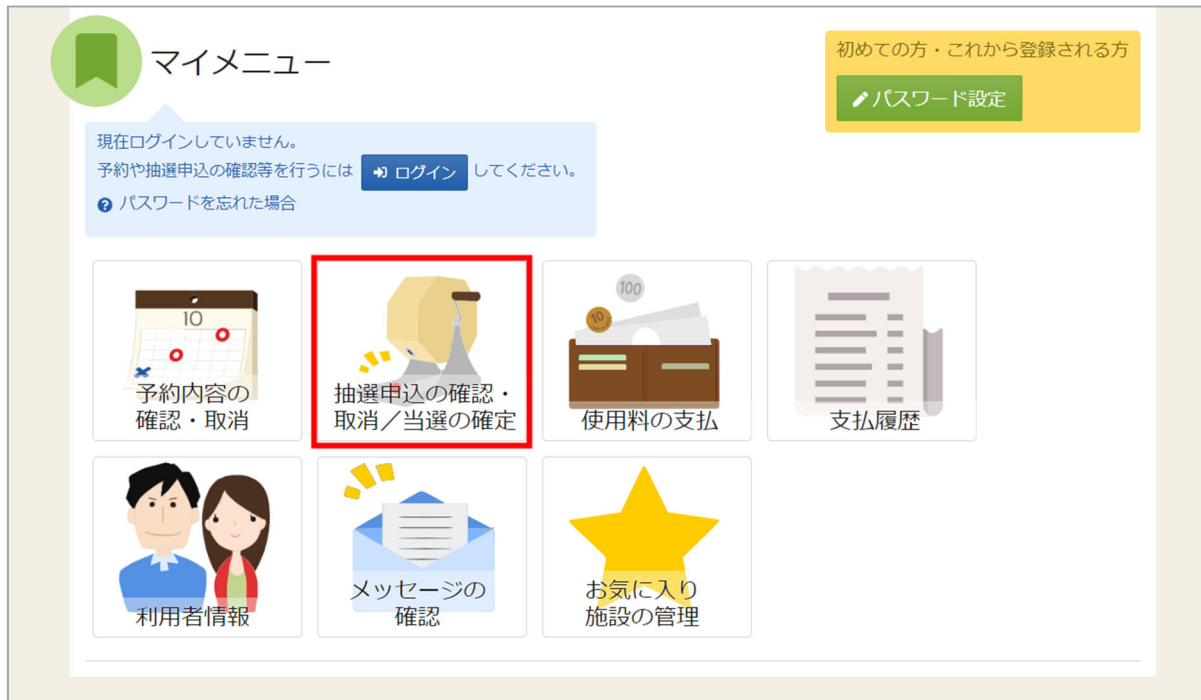 マイメニュー
初めての方・これから登録される方
パスワード設定
現在ログインしていません。
予約や抽選申込の確認等を行うには ログイン してください。
パスワードを忘れた場合
10
予約内容の
確認・取消
抽選申込の確認・
取消／当選の確定
100
10
使用料の支払
支払履歴
利用者情報
メッセージの
確認
お気に入り
施設の管理